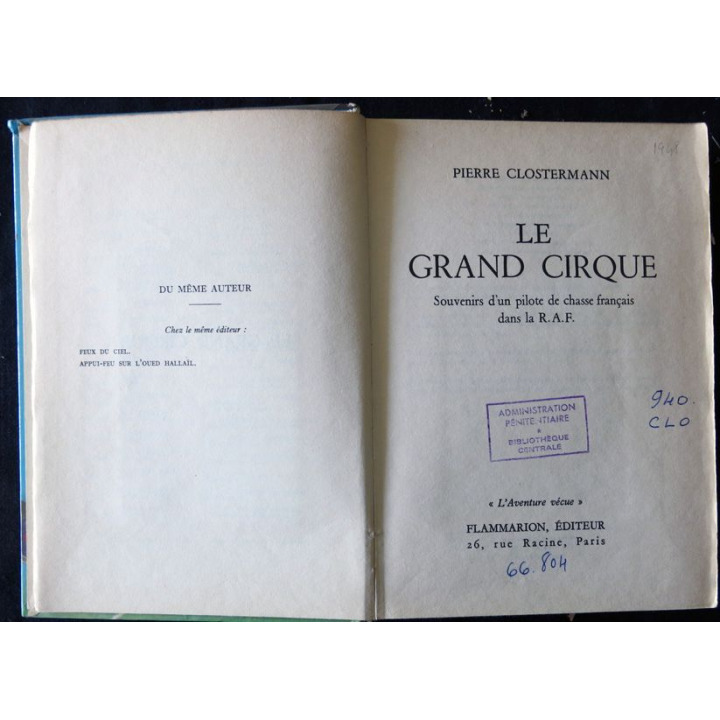 DU MÊME AUTEUR
Chez le même éditeur :
FEUX DU CIEL.
APPUI-FEU SUR L'OUED HALLAÏL.
1948
PIERRE CLOSTERMANN
LE
GRAND CIRQUE
Souvenirs d'un pilote de chasse français
dans la R.A.F.
ADMINISTRATION
PÉNITENTIAIRE
*
BIBLIOTHÈQUE
CENTRALE
940.
CLO
« L'Aventure vécue »
FLAMMARION, ÉDITEUR
26, rue Racine, Paris
66.804